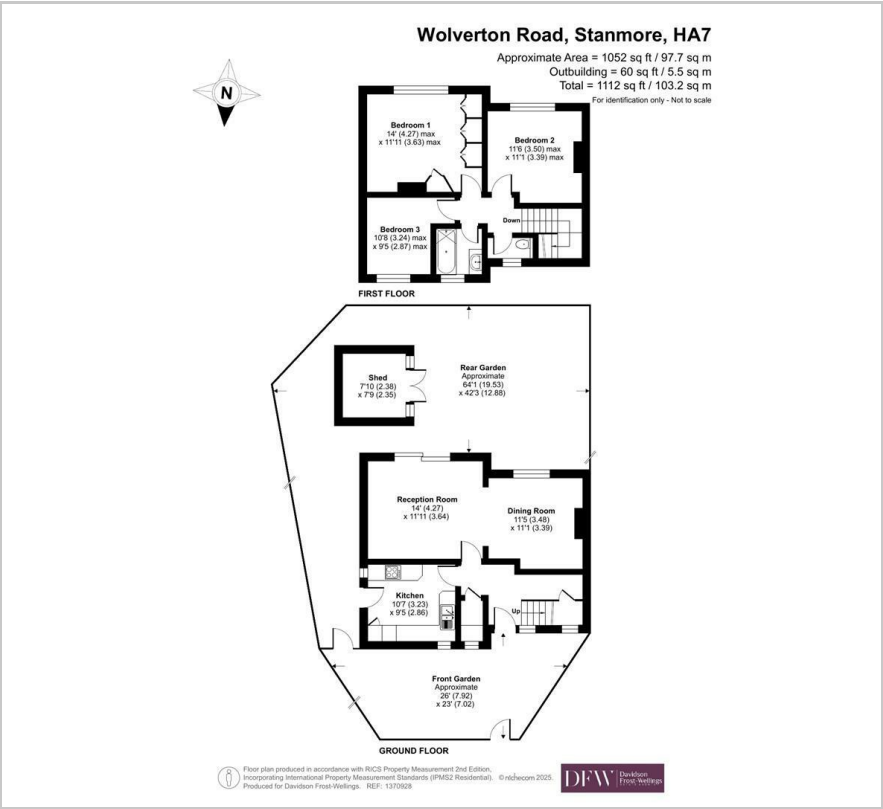 Wolverton Road, Stanmore, HA7
Approximate Area = 1052 sq ft / 97.7 sq m
Outbuilding = 60 sq ft / 5.5 sq m
Total = 1112 sq ft / 103.2 sq m
For identification only - Not to scale
N
Bedroom 1
14' (4.27) max
x 11'11 (3.63) max
Bedroom 2
11'6 (3.50) max
x 11'1 (3.39) max
Bedroom 3
10'8 (3.24) max
x 9'5 (2.87) max
Down
FIRST FLOOR
Shed
7'10 (2.38)
x 7'9 (2.35)
Rear Garden
Approximate
64'1 (19.53)
x 42'3 (12.88)
Reception Room
14' (4.27)
x 11'11 (3.64)
Dining Room
11'5 (3.48)
x 11'1 (3.39)
Kitchen
10'7 (3.23)
x 9'5 (2.86)
Up
Front Garden
Approximate
26' (7.92)
x 23' (7.02)
GROUND FLOOR
Floor plan produced in accordance with RICS Property Measurement 2nd Edition,
Incorporating International Property Measurement Standards (IPMS2 Residential). © nichecom 2025.
Produced for Davidson Frost-Wellings. REF: 1370928
DFW
Davidson
Frost-Wellings